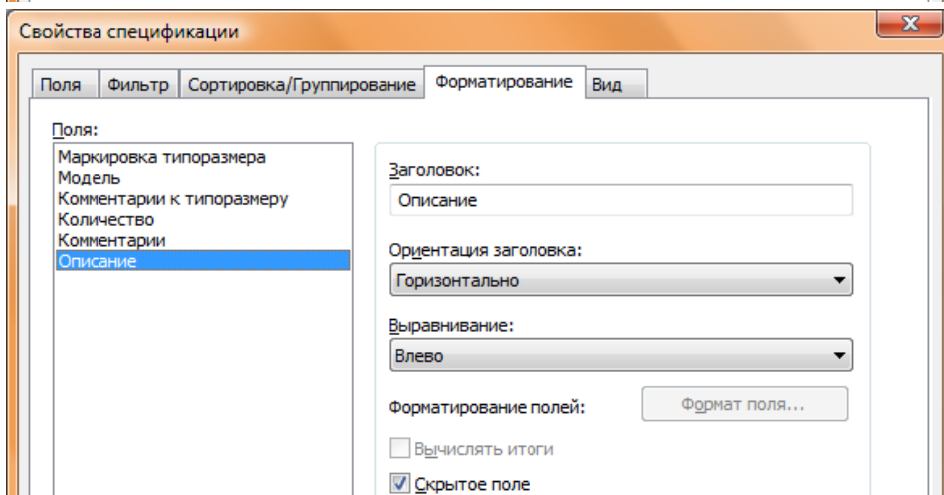 Свойства спецификации
Поля Фильтр Сортировка/Группирование Форматирование Вид
Поля:
Маркировка типоразмера
Модель
Комментарии к типоразмеру
Количество
Комментарии
Описание
Заголовок:
Описание
Ориентация заголовка:
Горизонтально
Выравнивание:
Влево
Форматирование полей: Формат поля...
Вычислять итоги
Скрытое поле